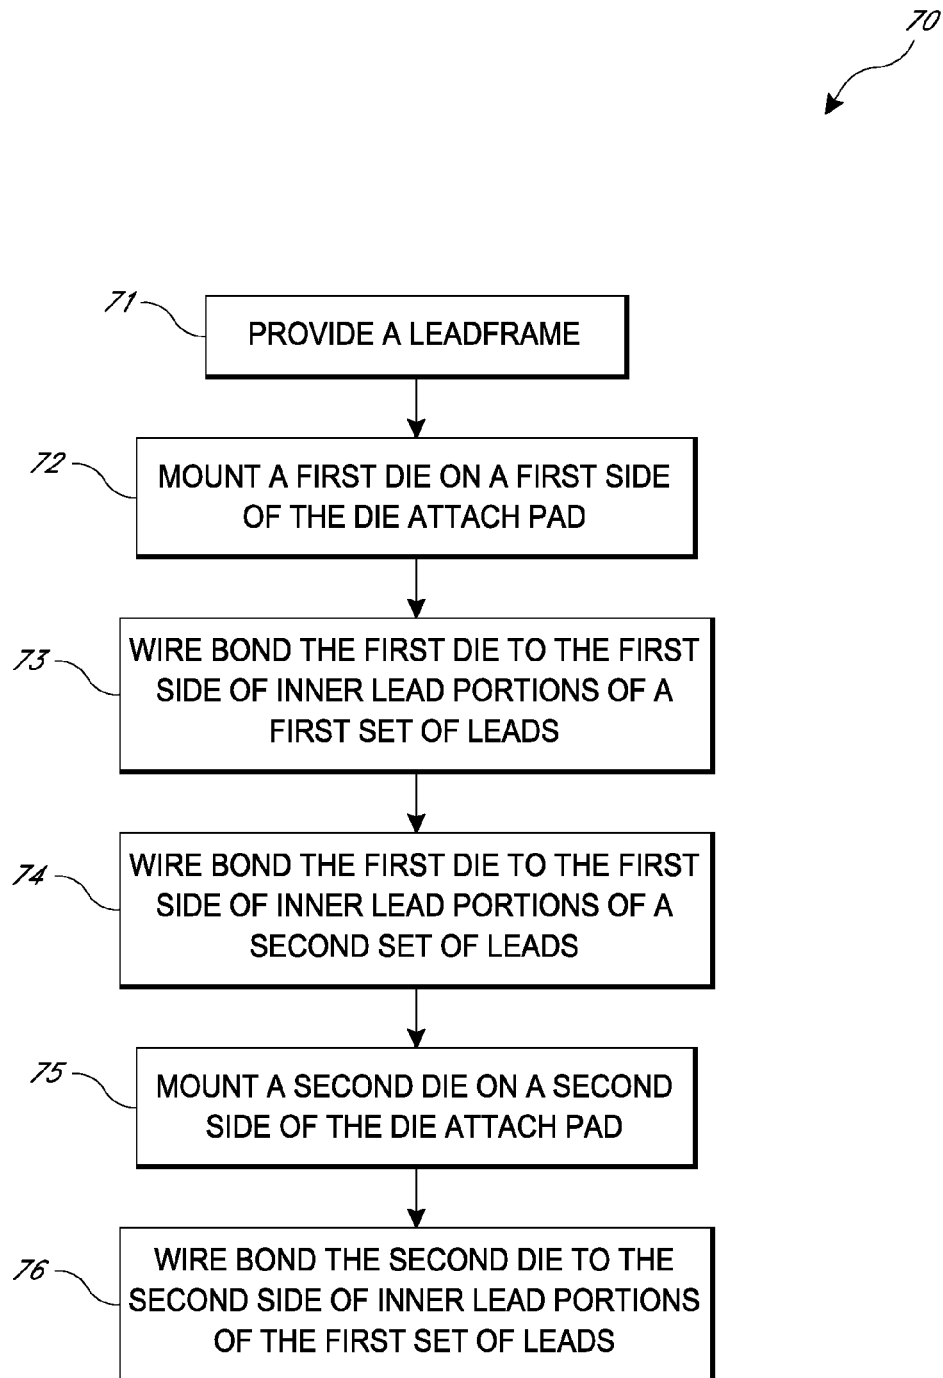 70
71
PROVIDE A LEADFRAME
72
MOUNT A FIRST DIE ON A FIRST SIDE
OF THE DIE ATTACH PAD
73
WIRE BOND THE FIRST DIE TO THE FIRST
SIDE OF INNER LEAD PORTIONS OF A
FIRST SET OF LEADS
74
WIRE BOND THE FIRST DIE TO THE FIRST
SIDE OF INNER LEAD PORTIONS OF A
SECOND SET OF LEADS
75
MOUNT A SECOND DIE ON A SECOND
SIDE OF THE DIE ATTACH PAD
76
WIRE BOND THE SECOND DIE TO THE
SECOND SIDE OF INNER LEAD PORTIONS
OF THE FIRST SET OF LEADS